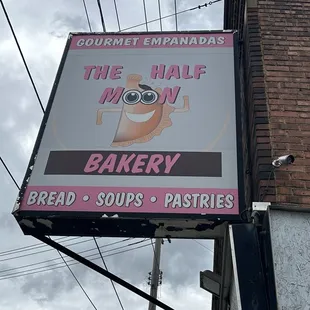 GOURMET EMPANADAS
THE HALF
MOON
BAKERY
BREAD • SOUPS • PASTRIES